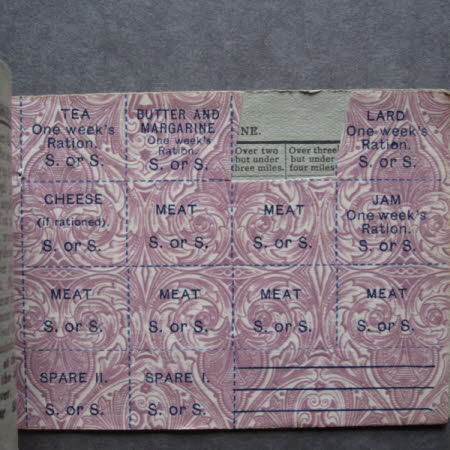 TEA
One week's
Ration.
S. or S.
BUTTER AND
MARGARINE
One week's
Ration.
S. or S.
NE.
Over two
but under
three miles.
Over three
but under
four miles
LARD
One week's
Ration.
S. or S.
CHEESE
(if rationed).
S. or S.
MEAT
S. or S.
MEAT
S. or S.
JAM
One week's
Ration.
S. or S.
MEAT
S. or S.
MEAT
S. or S.
MEAT
S. or S.
MEAT
S. or S.
SPARE II.
S. or S.
SPARE I.
S. or S.